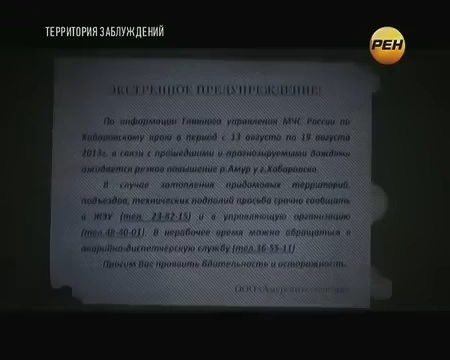 ТЕРРИТОРИЯ ЗАБЛУЖДЕНИЙ
РЕН
ЭКСТРЕННОЕ ПРЕДУПРЕЖДЕНИЕ!
По информации Главного управления МЧС России по
Хабаровскому краю в период с 13 августа по 19 августа
2013г. в связи с прошедшими и прогнозируемыми дождями
ожидается резкое повышение р.Амур у г.Хабаровска.
В случае затопления придомовых территорий,
подъездов, технических подполий просьба срочно сообщать
в ЖЭУ (тел. 23-82-15) и в управляющую организацию
(тел. 48-40-01). В нерабочее время можно обращаться в
аварийно-диспетчерскую службу (тел.36-53-11)
Просим Вас проявить бдительность и осторожность.